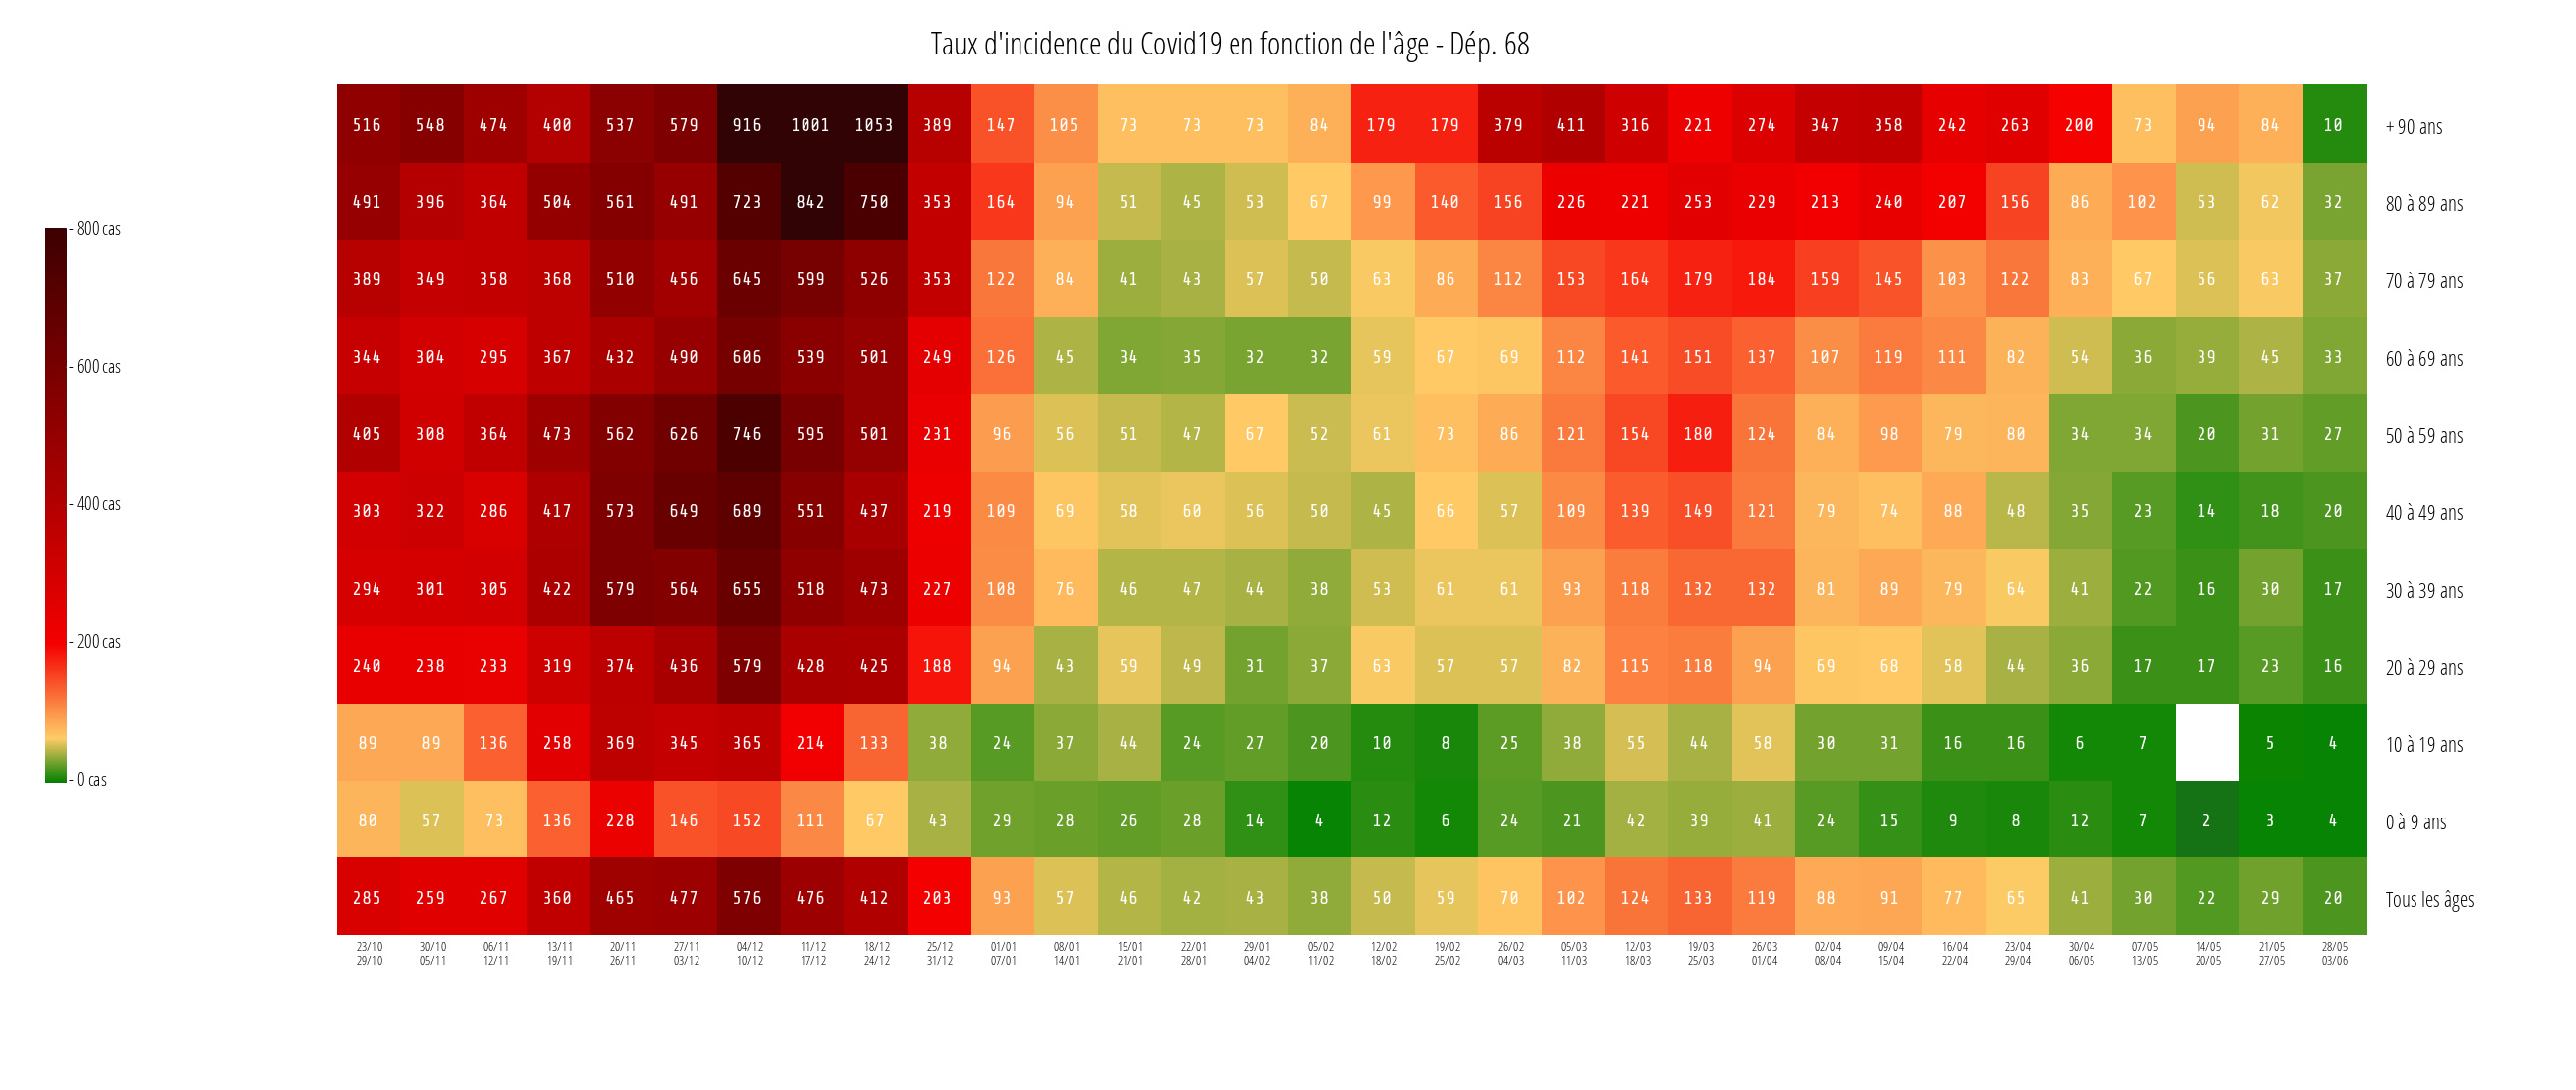 Taux d'incidence du Covid19 en fonction de l'âge - Dép. 68
516 548 474 400 537 579 916 1001 1053 389 147 105 73 73 73 84 179 179 379 411 316 221 274 347 358 242 263 200 73 94 84 10 + 90 ans
491 396 364 504 561 491 723 842 750 353 164 94 51 45 53 67 99 140 156 226 221 253 229 213 240 207 156 86 102 53 62 32 80 à 89 ans
- 800 cas
389 349 358 368 510 456 645 599 526 353 122 84 41 43 57 50 63 86 112 153 164 179 184 159 145 103 122 83 67 56 63 37 70 à 79 ans
344 304 295 367 432 490 606 539 501 249 126 45 34 35 32 32 59 67 69 112 141 151 137 107 119 111 82 54 36 39 45 33 60 à 69 ans
- 600 cas
405 308 364 473 562 626 746 595 501 231 96 56 51 47 67 52 61 73 86 121 154 180 124 84 98 79 80 34 34 20 31 27 50 à 59 ans
- 400 cas
303 322 286 417 573 649 689 551 437 219 109 69 58 60 56 50 45 66 57 109 139 149 121 79 74 88 48 35 23 14 18 20 40 à 49 ans
294 301 305 422 579 564 655 518 473 227 108 76 46 47 44 38 53 61 61 93 118 132 132 81 89 79 64 41 22 16 30 17 30 à 39 ans
- 200 cas
240 238 233 319 374 436 579 428 425 188 94 43 59 49 31 37 63 57 57 82 115 118 94 69 68 58 44 36 17 17 23 16 20 à 29 ans
89 89 136 258 369 345 365 214 133 38 24 37 44 24 27 20 10 8 25 38 55 44 58 30 31 16 16 6 7 5 4 10 à 19 ans
- 0 cas
80 57 73 136 228 146 152 111 67 43 29 28 26 28 14 4 12 6 24 21 42 39 41 24 15 9 8 12 7 2 3 4 0 à 9 ans
285 259 267 360 465 477 576 476 412 203 93 57 46 42 43 38 50 59 70 102 124 133 119 88 91 77 65 41 30 22 29 20 Tous les âges
23/10 30/10 06/11 13/11 20/11 27/11 04/12 11/12 18/12 25/12 01/01 08/01 15/01 22/01 29/01 05/02 12/02 19/02 26/02 05/03 12/03 19/03 26/03 02/04 09/04 16/04 23/04 30/04 07/05 14/05 21/05 28/05
29/10 05/11 12/11 19/11 26/11 03/12 10/12 17/12 24/12 31/12 07/01 14/01 21/01 28/01 04/02 11/02 18/02 25/02 04/03 11/03 18/03 25/03 01/04 08/04 15/04 22/04 29/04 06/05 13/05 20/05 27/05 03/06